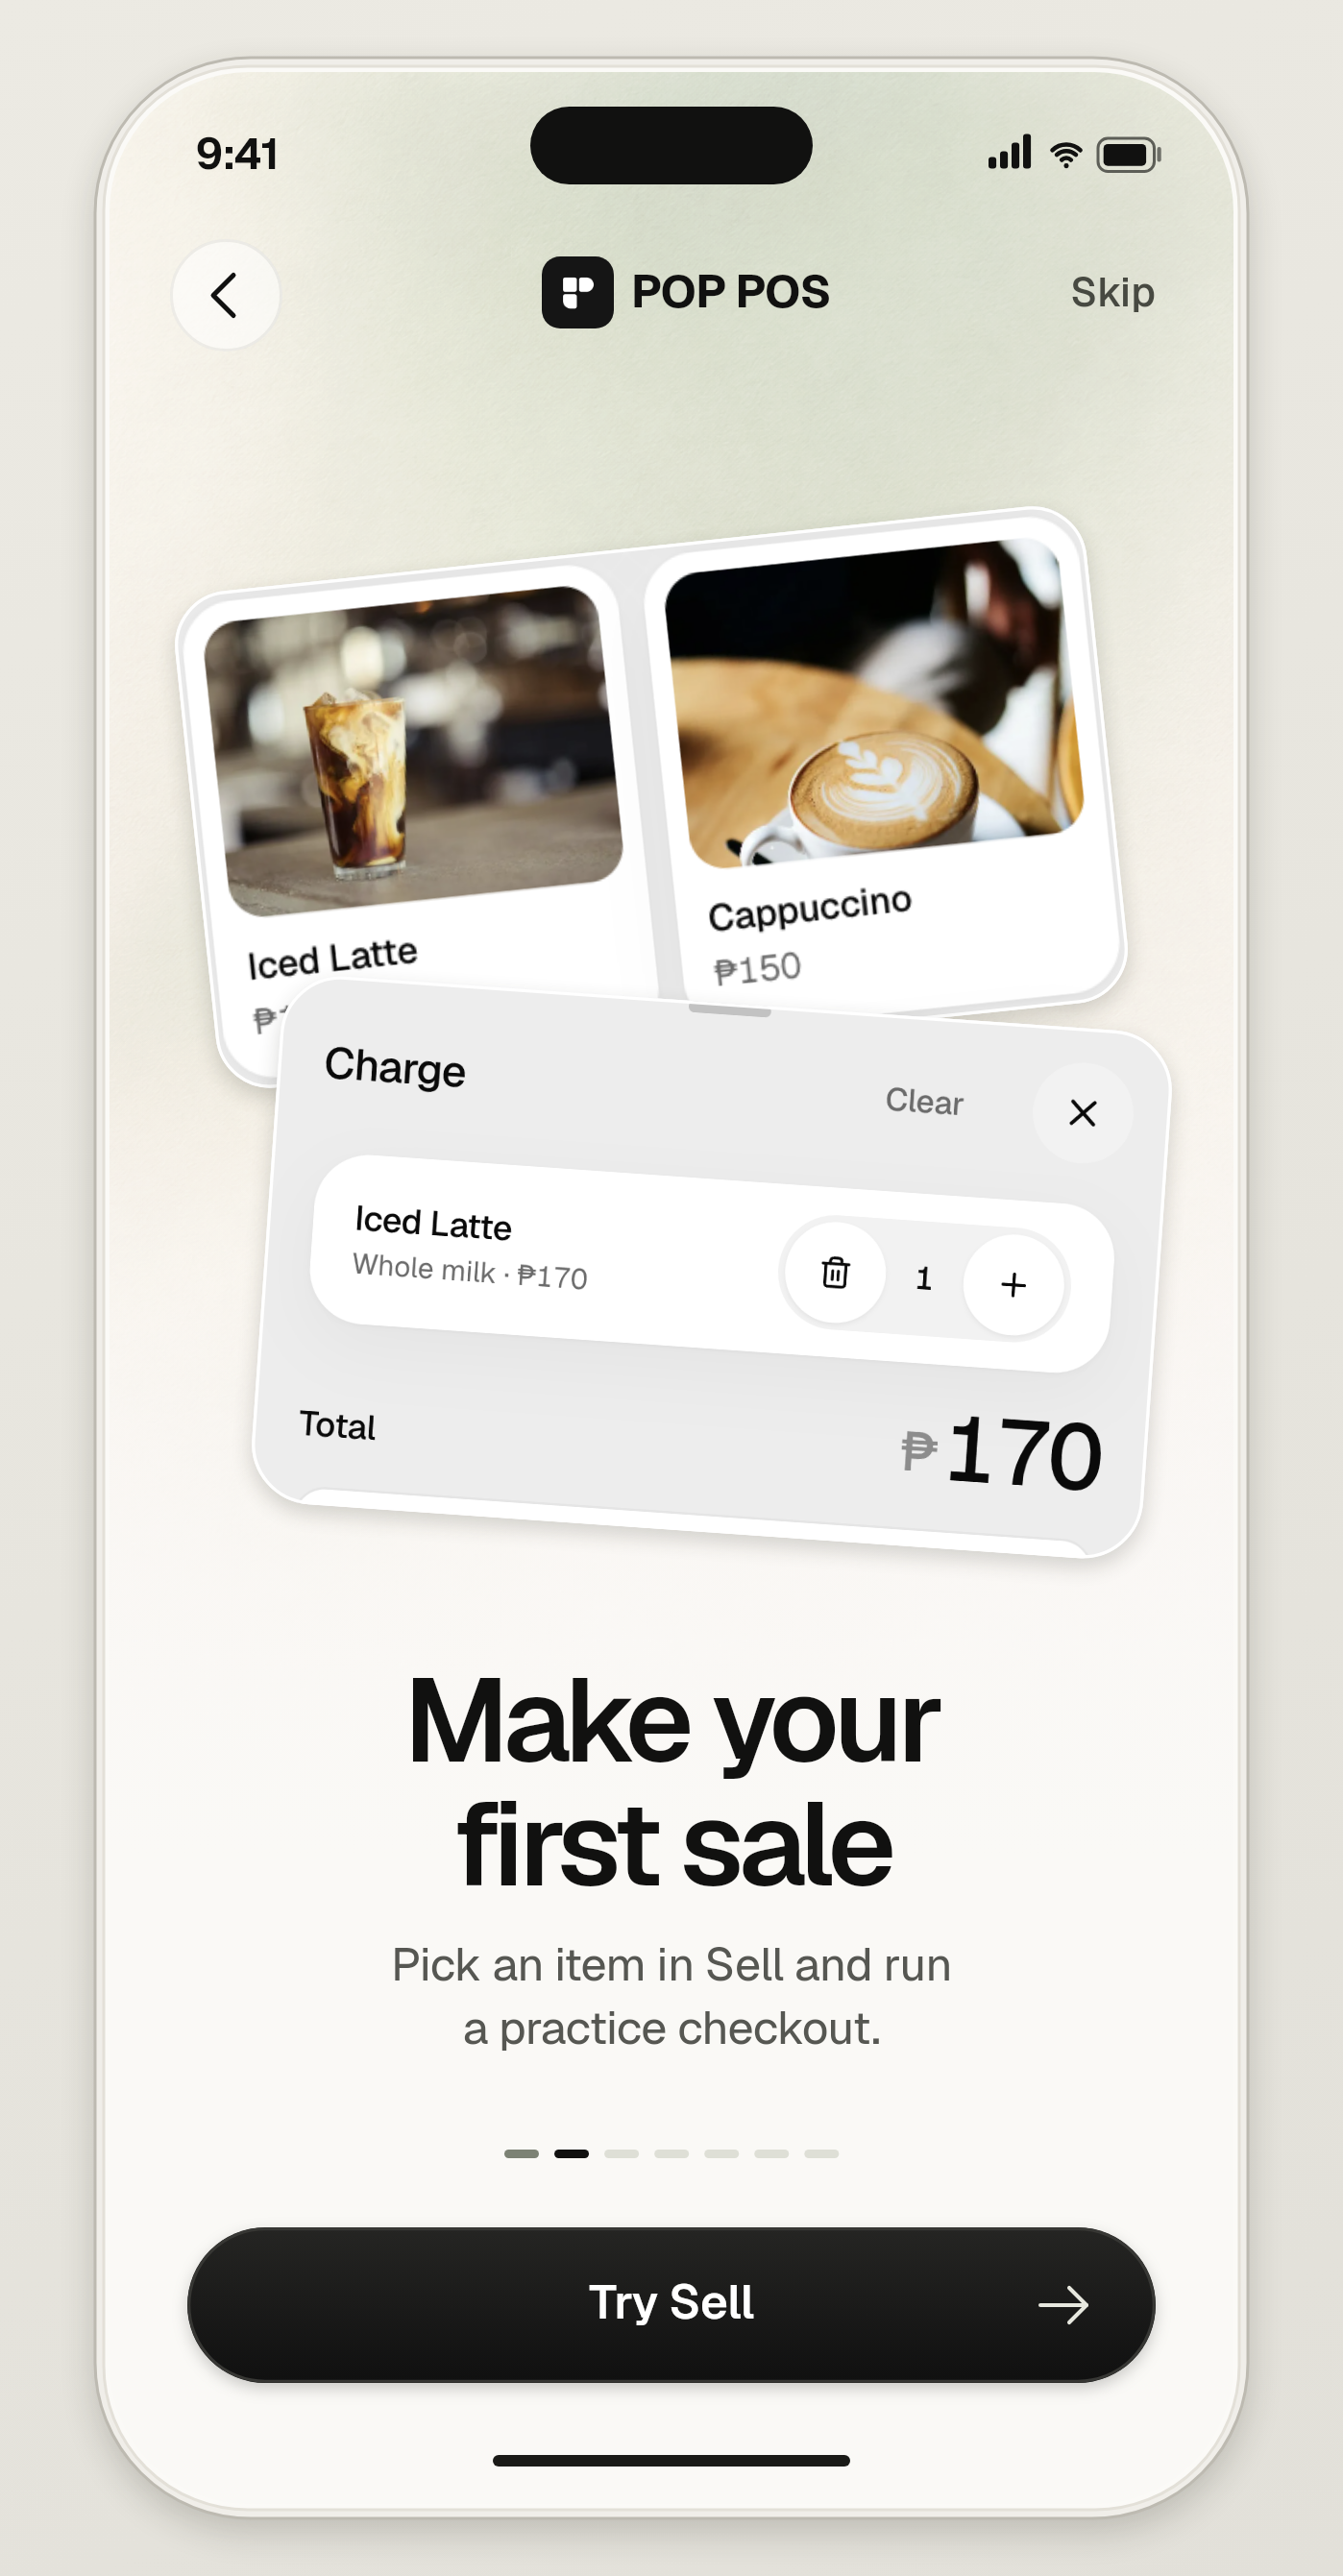 9:41
POP POS
Skip
Iced Latte
Cappuccino
₱150
Charge
Clear
Iced Latte
Whole milk · ₱170
1
Total
₱170
Make your
first sale
Pick an item in Sell and run
a practice checkout.
Try Sell